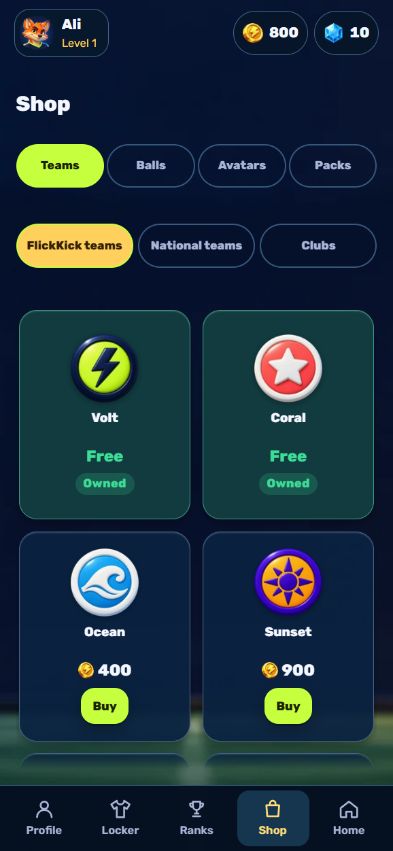 Ali
Level 1
800
10
Shop
Teams
Balls
Avatars
Packs
FlickKick teams
National teams
Clubs
Volt
Coral
Free
Free
Owned
Owned
Ocean
Sunset
400
900
Buy
Buy
Profile
Locker
Ranks
Shop
Home